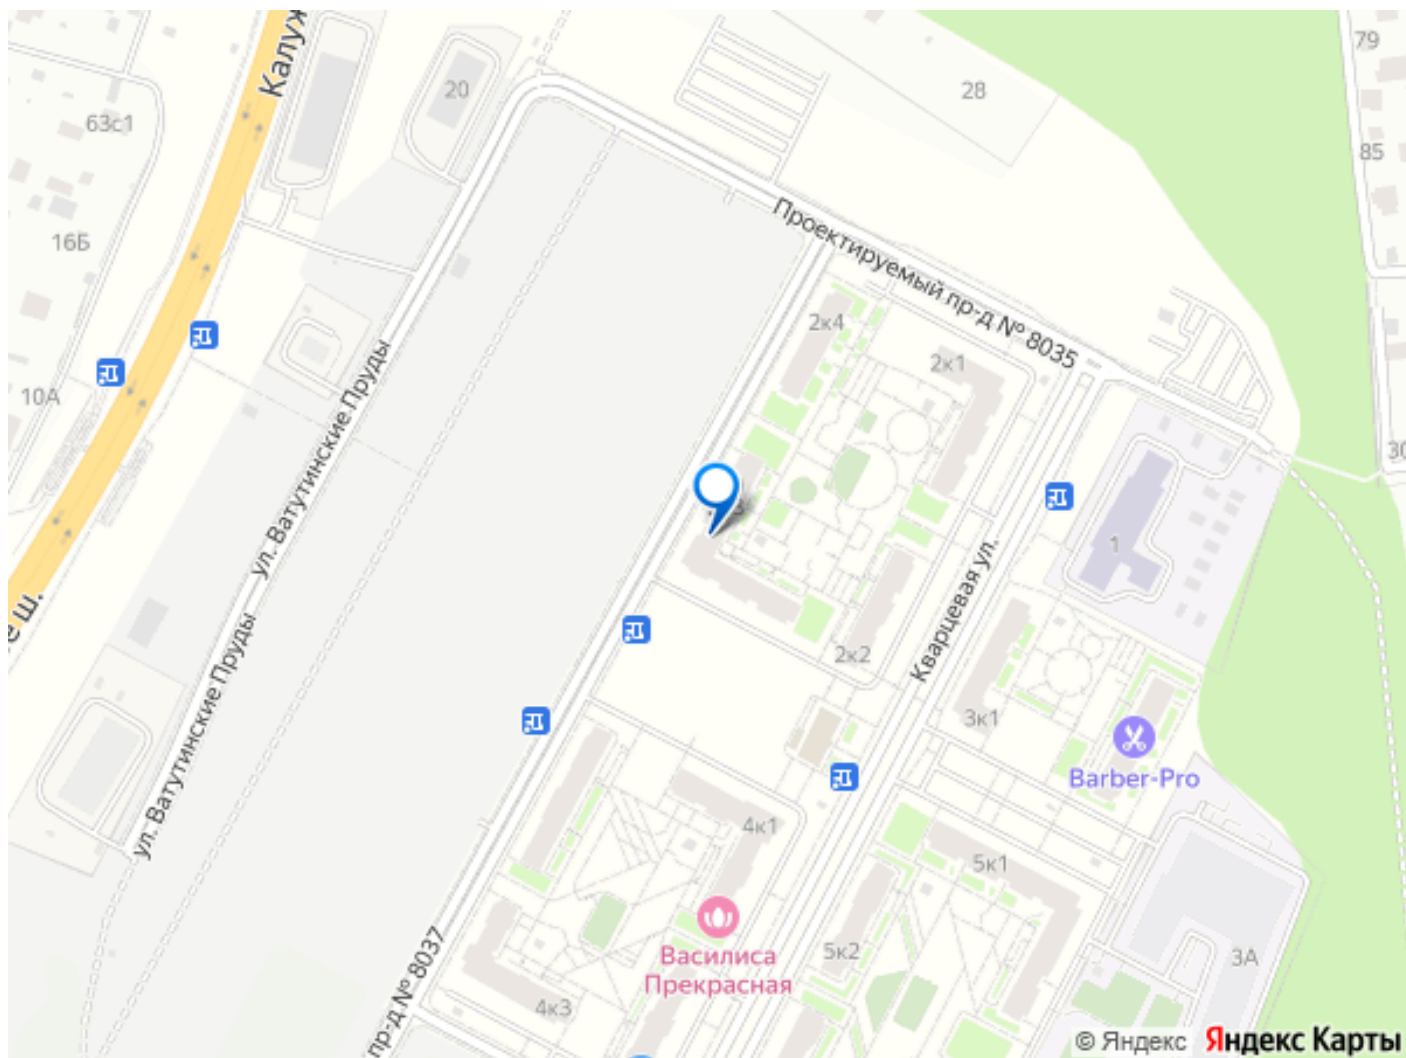 Калуж
79
20
28
63с1
85
16Б
Проектируемый пр-д № 8035
2к4
2к1
10А
ул. Ватутинские Пруды
30
1
Кварцевая ул.
е ш.
ул. Ватутинские Пруды
2к2
3к1
Barber-Pro
4к1
5к1
Василиса
Прекрасная
5к2
3А
4к3
пр-д № 8037
© Яндекс Яндекс Карты